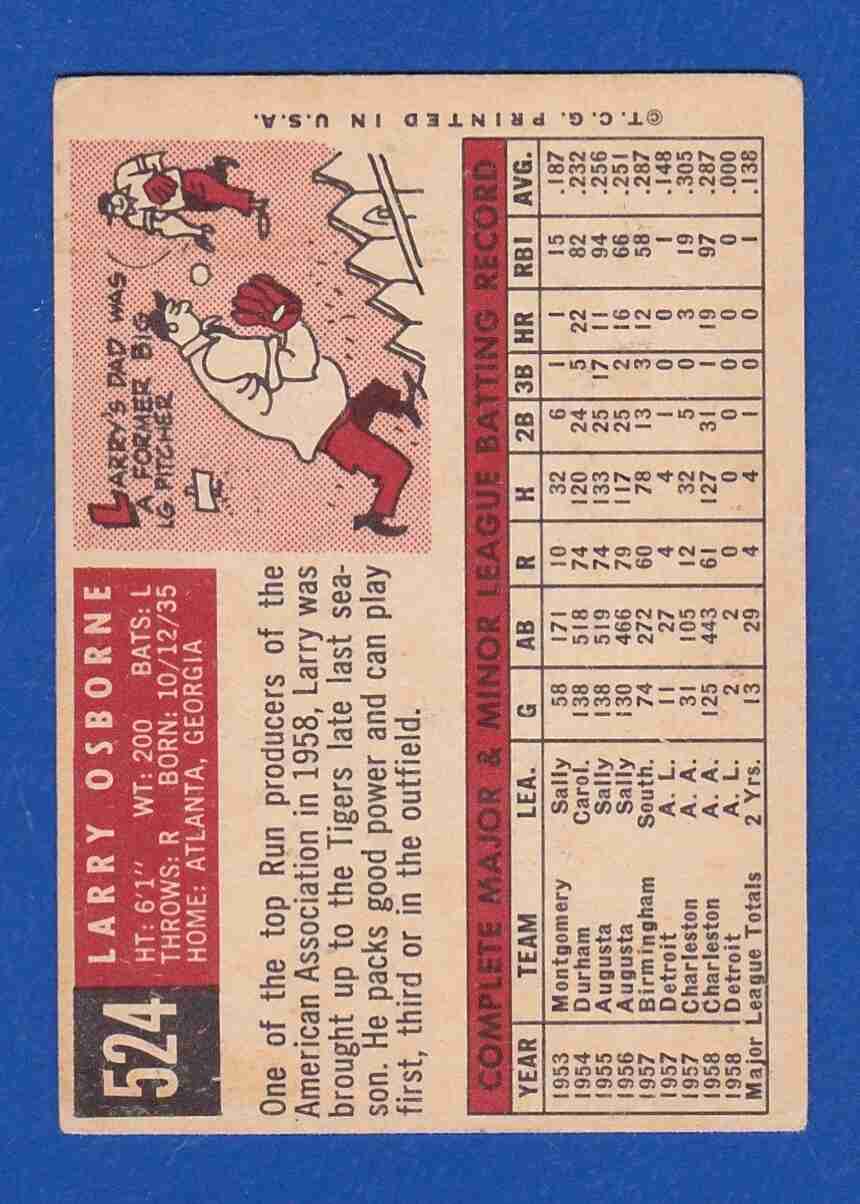 524
LARRY OSBORNE
HT: 6'1" WT: 200 BATS: L
THROWS: R BORN: 10/12/35
HOME: ATLANTA, GEORGIA
LARRY'S DAD WAS
A FORMER BIG
LG PITCHER
One of the top Run producers of the
American Association in 1958, Larry was
brought up to the Tigers late last sea-
son. He packs good power and can play
first, third or in the outfield.
COMPLETE MAJOR & MINOR LEAGUE BATTING RECORD
YEAR TEAM LEA. G AB R H 2B 3B HR RBI AVG.
1953 Montgomery Sally 58 171 10 32 6 1 1 15 .187
1954 Durham Carol. 138 518 74 120 24 5 22 82 .232
1955 Augusta Sally 138 519 74 133 25 17 11 94 .256
1956 Augusta Sally 130 466 79 117 25 2 16 66 .251
1957 Birmingham South. 74 272 60 78 13 3 12 58 .287
1957 Detroit A. L. 11 27 4 4 1 0 0 1 .148
1957 Charleston A. A. 31 105 12 32 5 0 3 19 .305
1958 Charleston A. A. 125 443 61 127 31 1 19 97 .287
1958 Detroit A. L. 2 2 0 0 0 0 0 0 .000
Major League Totals 2 Yrs. 13 29 4 4 1 0 0 1 .138
©T.C.G. PRINTED IN U.S.A.